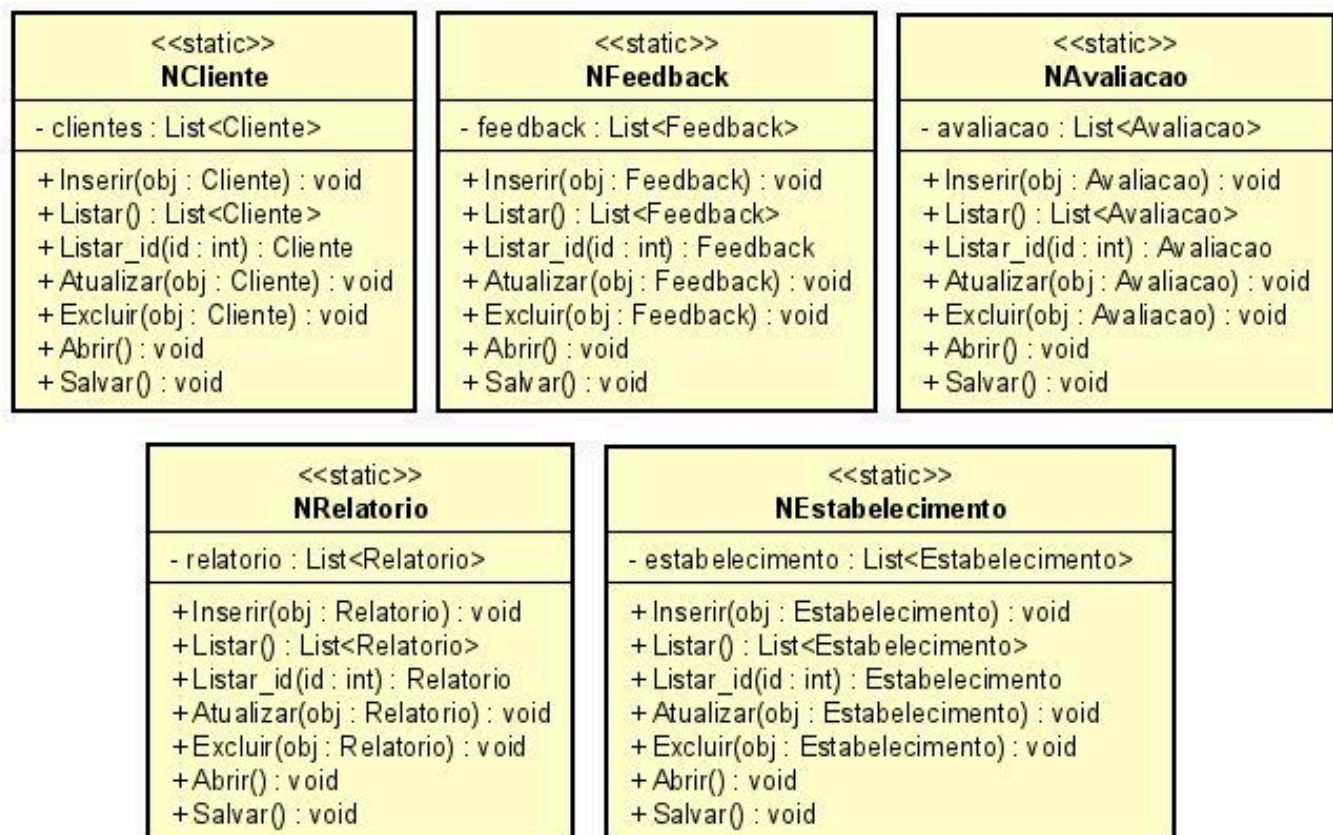 <<static>>
NCliente
- clientes : List<Cliente>
+ Inserir(obj : Cliente) : void
+ Listar() : List<Cliente>
+ Listar_id(id : int) : Cliente
+ Atualizar(obj : Cliente) : void
+ Excluir(obj : Cliente) : void
+ Abrir() : void
+ Salvar() : void
<<static>>
NFeedback
- feedback : List<Feedback>
+ Inserir(obj : Feedback) : void
+ Listar() : List<Feedback>
+ Listar_id(id : int) : Feedback
+ Atualizar(obj : Feedback) : void
+ Excluir(obj : Feedback) : void
+ Abrir() : void
+ Salvar() : void
<<static>>
NAvaliacao
- avaliacao : List<Avaliacao>
+ Inserir(obj : Avaliacao) : void
+ Listar() : List<Avaliacao>
+ Listar_id(id : int) : Avaliacao
+ Atualizar(obj : Avaliacao) : void
+ Excluir(obj : Avaliacao) : void
+ Abrir() : void
+ Salvar() : void
<<static>>
NRelatorio
- relatorio : List<Relatorio>
+ Inserir(obj : Relatorio) : void
+ Listar() : List<Relatorio>
+ Listar_id(id : int) : Relatorio
+ Atualizar(obj : Relatorio) : void
+ Excluir(obj : Relatorio) : void
+ Abrir() : void
+ Salvar() : void
<<static>>
NEstabelecimento
- estabelecimento : List<Estabelecimento>
+ Inserir(obj : Estabelecimento) : void
+ Listar() : List<Estabelecimento>
+ Listar_id(id : int) : Estabelecimento
+ Atualizar(obj : Estabelecimento) : void
+ Excluir(obj : Estabelecimento) : void
+ Abrir() : void
+ Salvar() : void